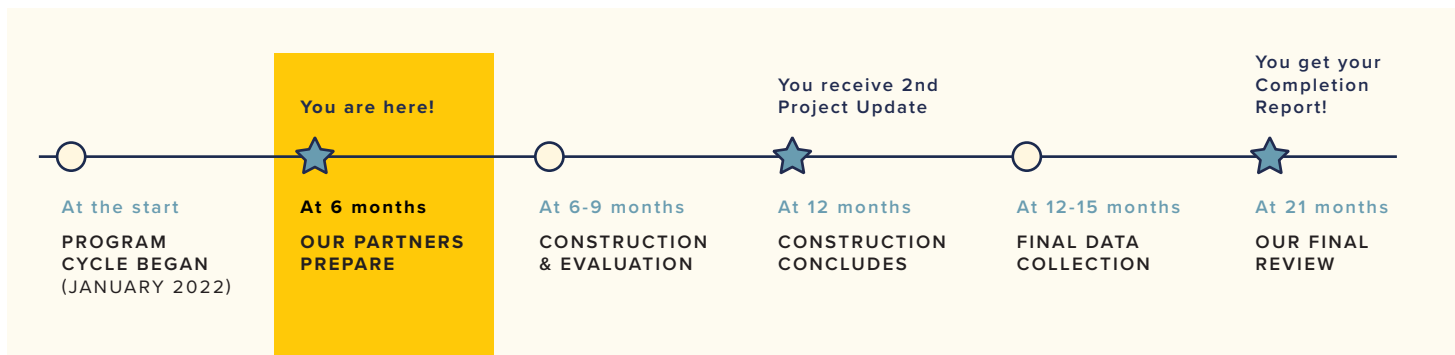 You are here!
You receive 2nd
Project Update
You get your
Completion
Report!
At the start
PROGRAM
CYCLE BEGAN
(JANUARY 2022)
At 6 months
OUR PARTNERS
PREPARE
At 6-9 months
CONSTRUCTION
& EVALUATION
At 12 months
CONSTRUCTION
CONCLUDES
At 12-15 months
FINAL DATA
COLLECTION
At 21 months
OUR FINAL
REVIEW